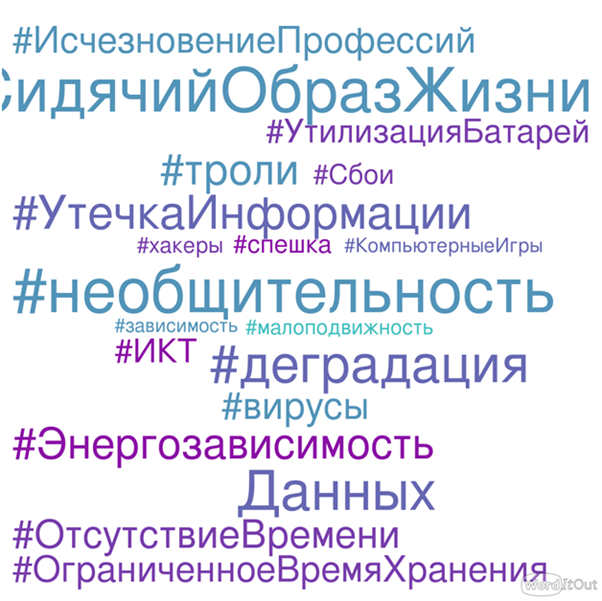 #ИсчезновениеПрофессий
СидячийОбразЖизни
#УтилизацияБатарей
#троли #Сбои
#УтечкаИнформации
#хакеры #спешка #КомпьютерныеИгры
#необщительность
#зависимость #малоподвижность
#ИКТ #деградация
#вирусы
#Энергозависимость
Данных
#ОтсутствиеВремени
#ОграниченноеВремяХранения
WordItOut